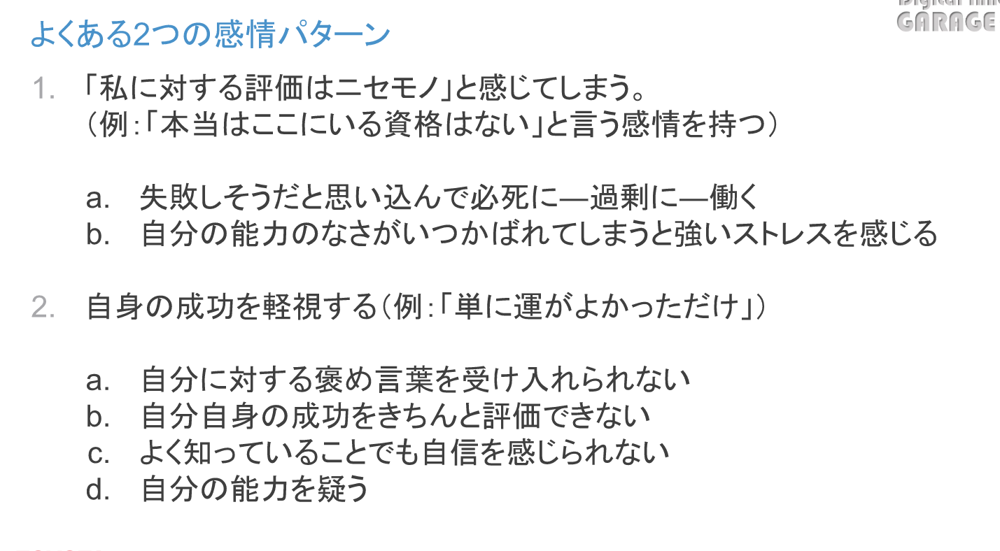 GARAGE
よくある2つの感情パターン
1. 「私に対する評価はニセモノ」と感じてしまう。
（例：「本当はここにいる資格はない」と言う感情を持つ）
a. 失敗しそうだと思い込んで必死に—過剰に—働く
b. 自分の能力のなさがいつかばれてしまうと強いストレスを感じる
2. 自身の成功を軽視する（例：「単に運がよかっただけ」）
a. 自分に対する褒め言葉を受け入れられない
b. 自分自身の成功をきちんと評価できない
c. よく知っていることでも自信を感じられない
d. 自分の能力を疑う